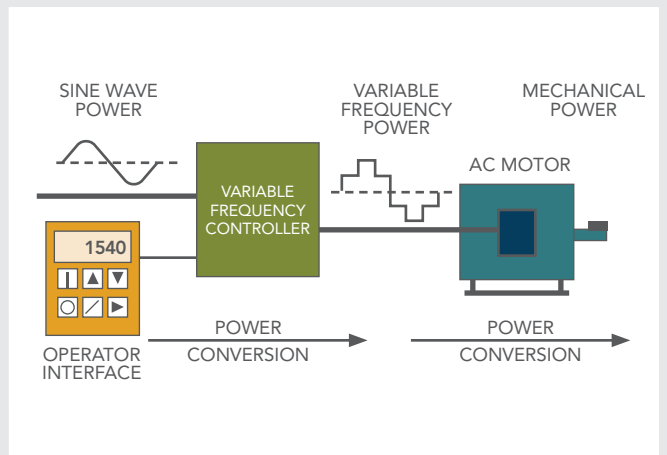 SINE WAVE
POWER
VARIABLE
FREQUENCY
POWER
MECHANICAL
POWER
AC MOTOR
VARIABLE
FREQUENCY
CONTROLLER
1540
OPERATOR
INTERFACE
POWER
CONVERSION
POWER
CONVERSION